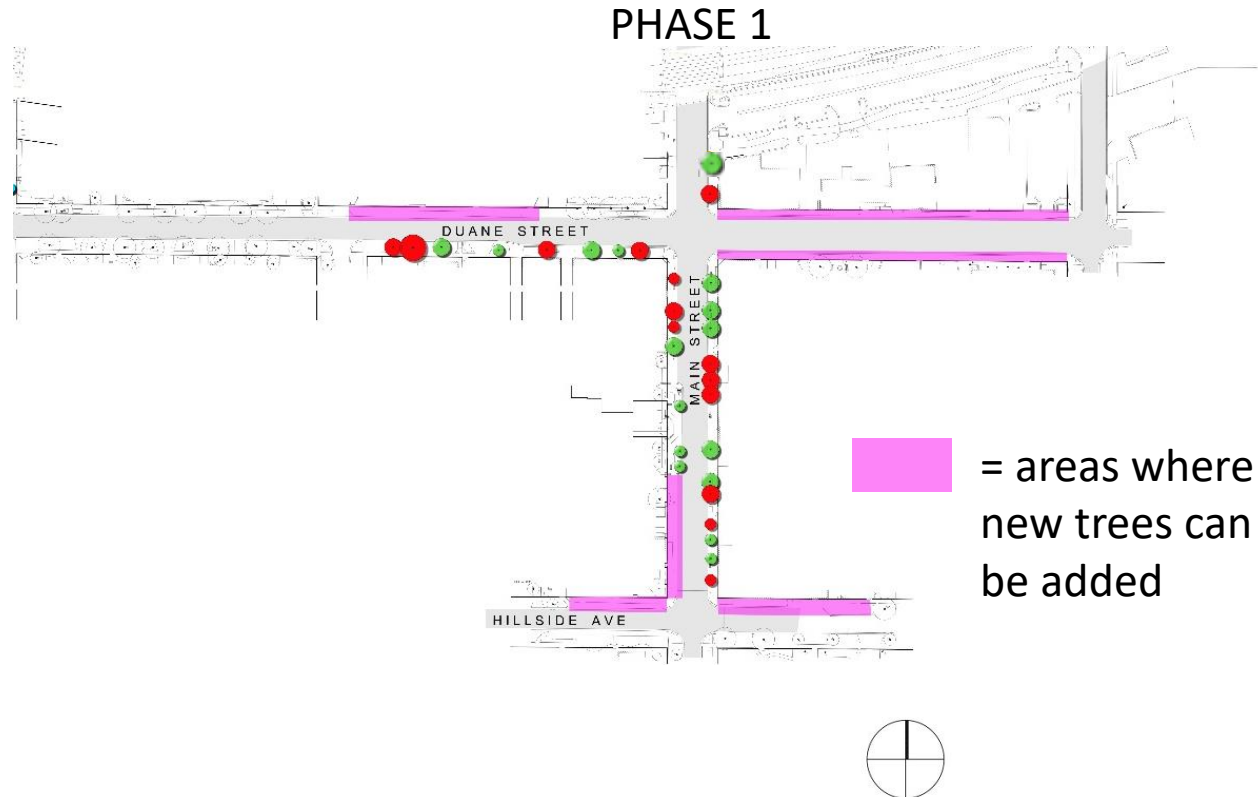 PHASE 1
DUANE STREET
MAIN STREET
= areas where
new trees can
be added
HILLSIDE AVE